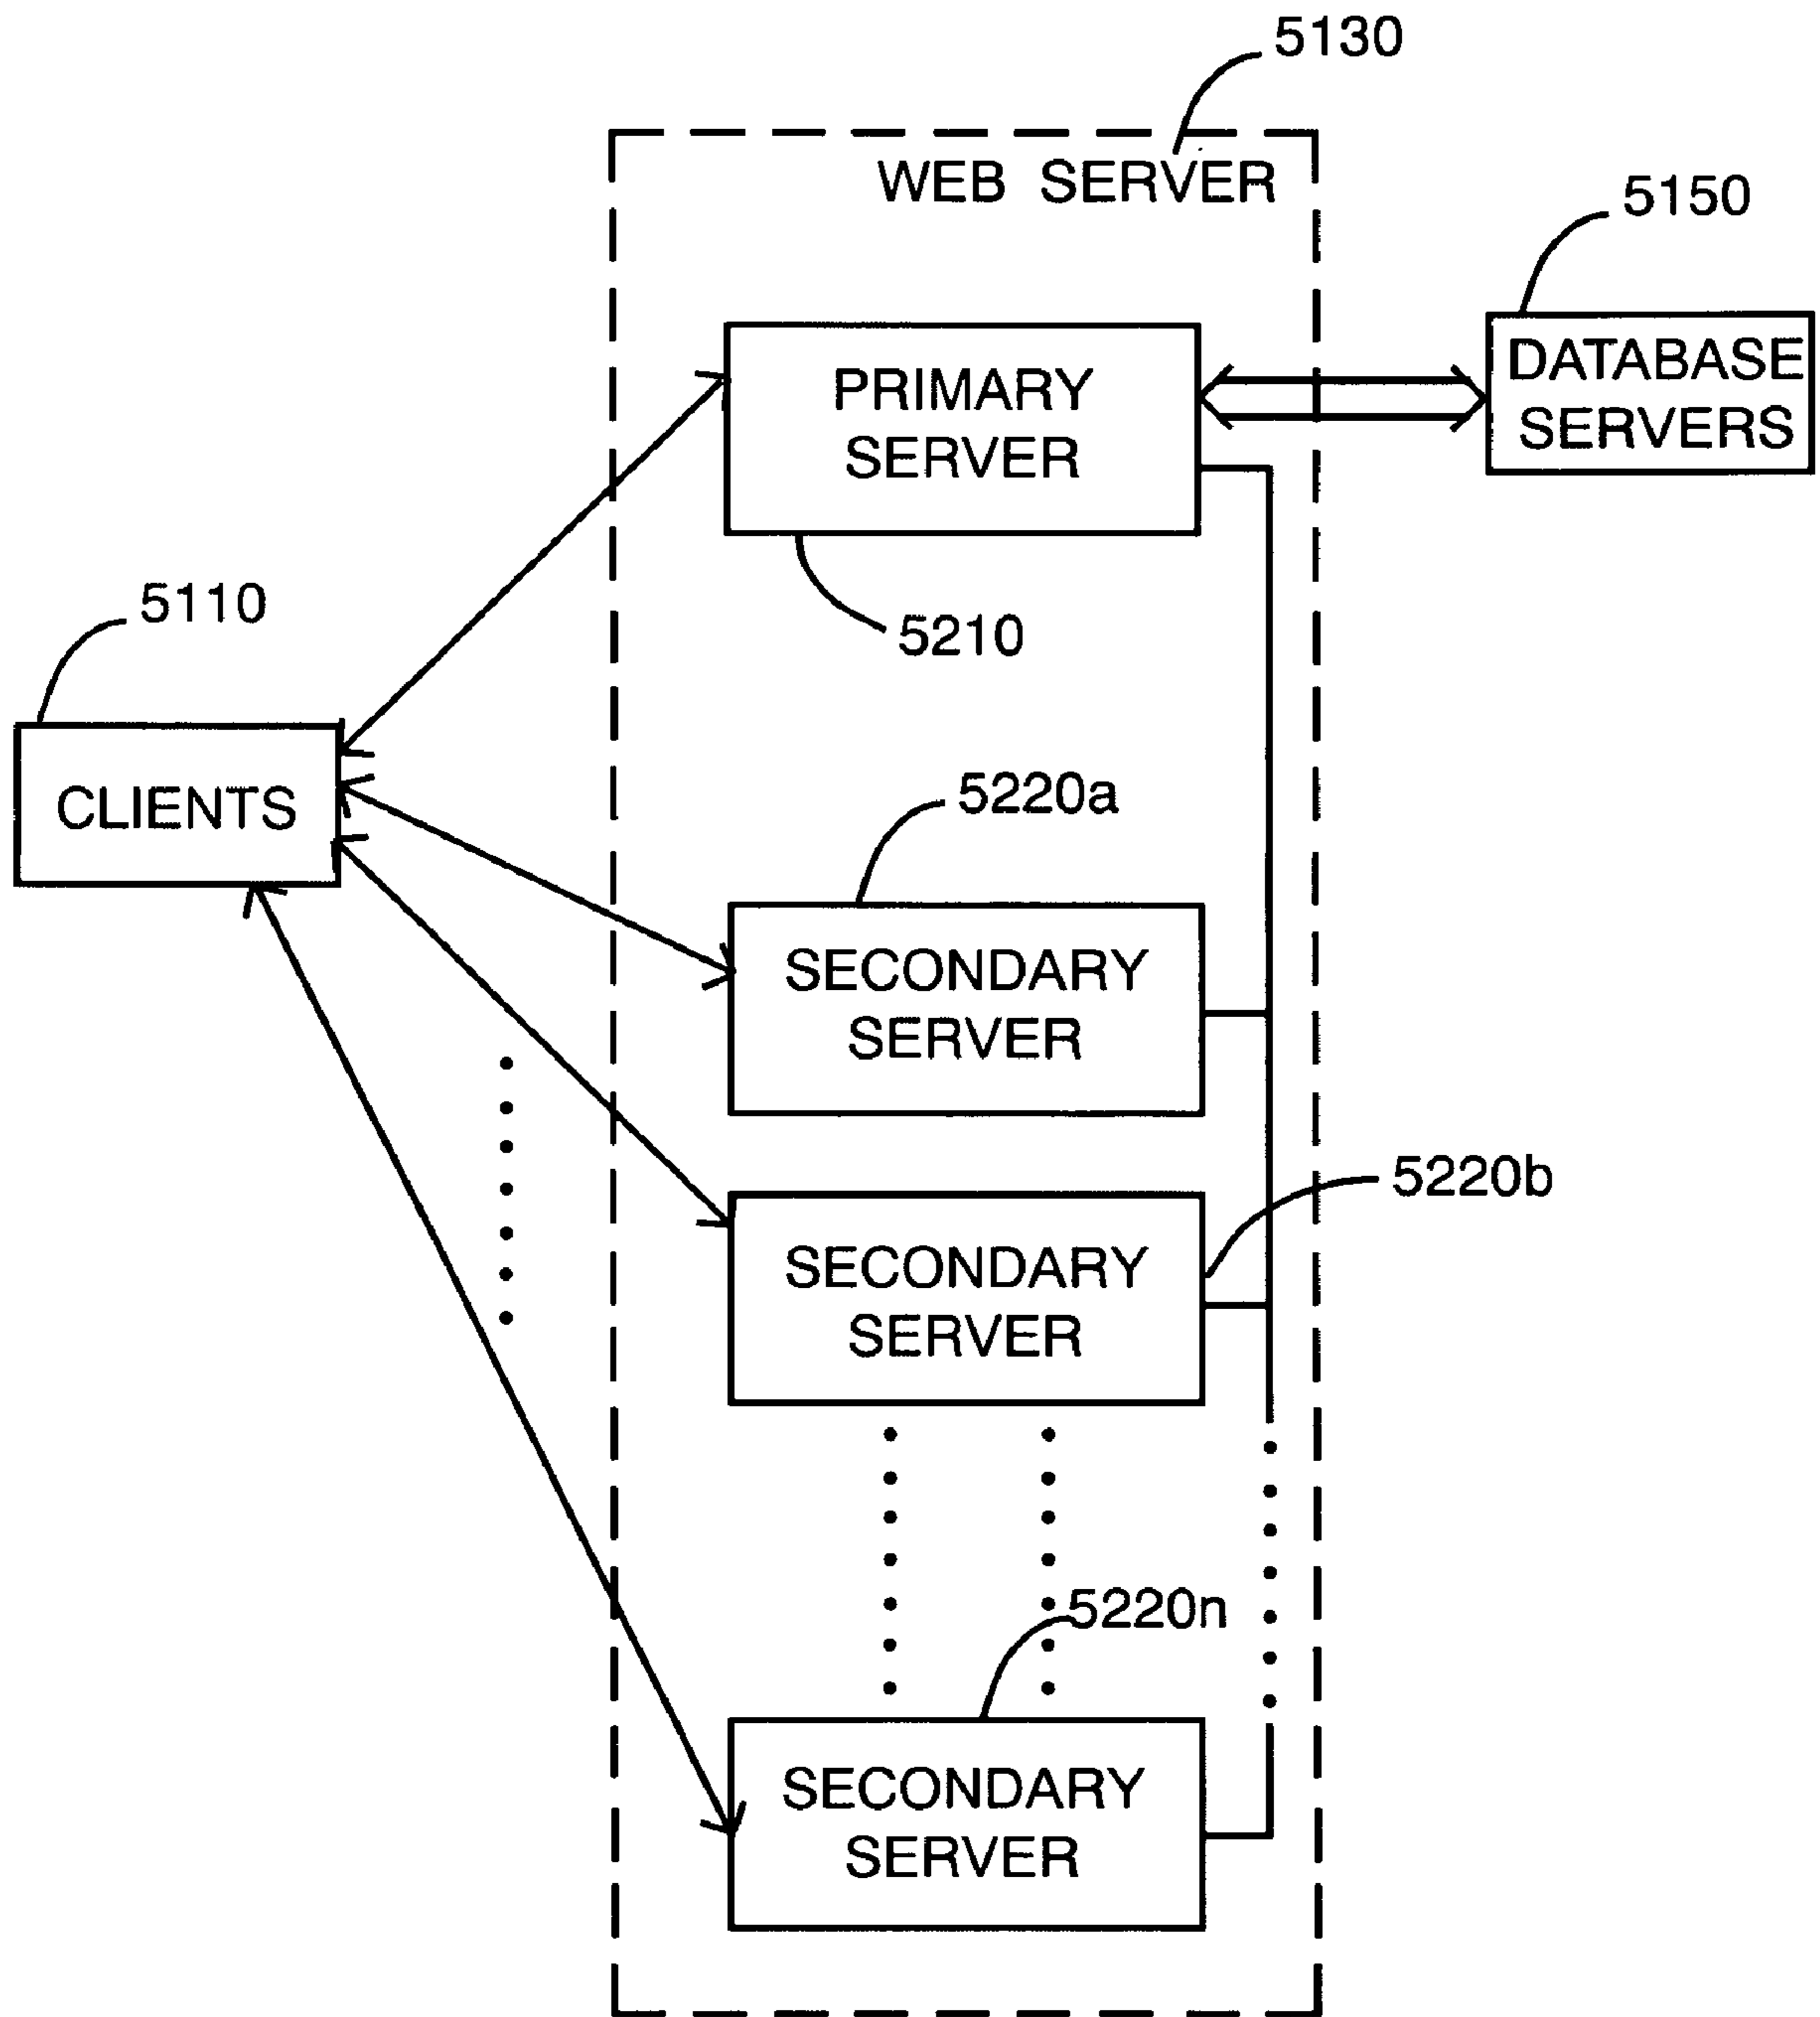 5130
WEB SERVER
5150
DATABASE
SERVERS
PRIMARY
SERVER
5210
5110
CLIENTS
5220a
SECONDARY
SERVER
5220b
SECONDARY
SERVER
5220n
SECONDARY
SERVER